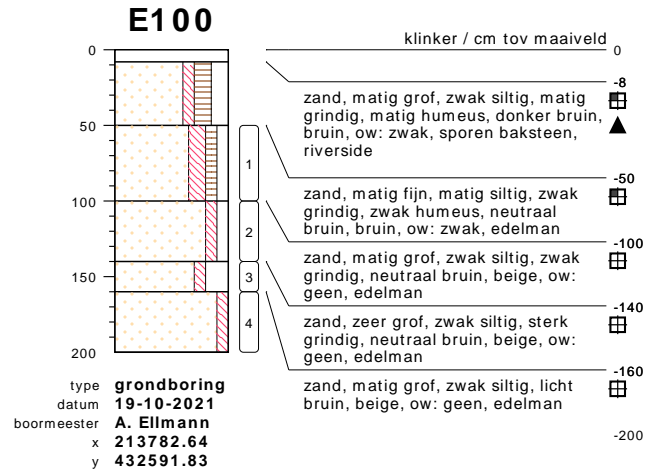 E100
klinker / cm tov maaiveld
0
0
-8
zand, matig grof, zwak siltig, matig
grindig, matig humeus, donker bruin,
bruin, ow: zwak, sporen baksteen,
riverside
50
-50
1
zand, matig fijn, matig siltig, zwak
grindig, zwak humeus, neutraal
bruin, bruin, ow: zwak, edelman
100
-100
2
zand, matig grof, zwak siltig, zwak
grindig, neutraal bruin, beige, ow:
geen, edelman
150
3
-140
zand, zeer grof, zwak siltig, sterk
grindig, neutraal bruin, beige, ow:
geen, edelman
4
-160
200
zand, matig grof, zwak siltig, licht
bruin, beige, ow: geen, edelman
-200
type grondboring
datum 19-10-2021
boormeester A. Ellmann
x 213782.64
y 432591.83